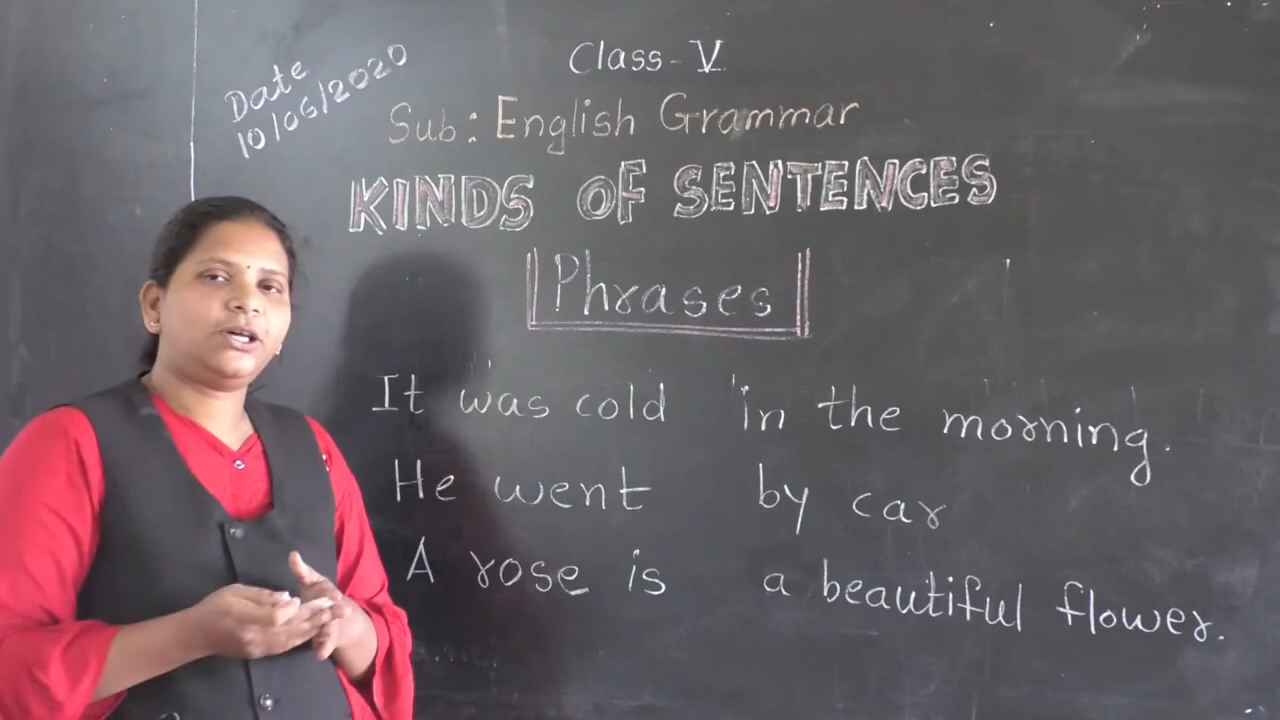 Class-V
Date
10/06/2020
Sub: English Grammar
KINDS OF SENTENCES
Phrases
It was cold in the morning.
He went by car
A rose is a beautiful flower.